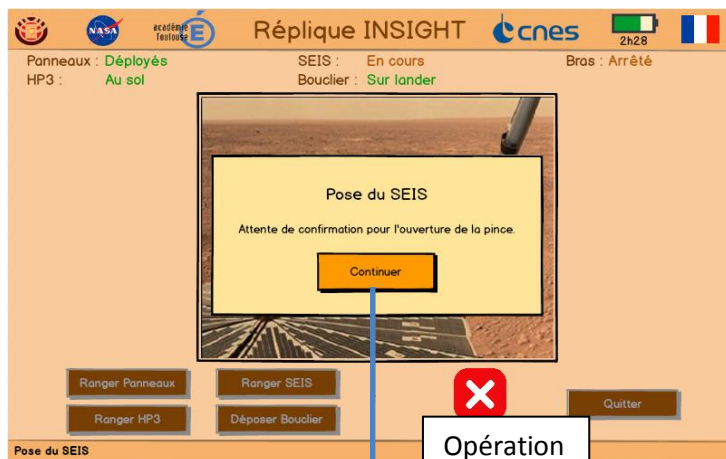 NASA
académie
Toulouse
É
Réplique INSIGHT
cnes
2h28
Panneaux : Déployés
SEIS : En cours
Bras : Arrêté
HP3 : Au sol
Bouclier : Sur lander
Pose du SEIS
Attente de confirmation pour l'ouverture de la pince.
Continuer
Ranger Panneaux
Ranger SEIS
Ranger HP3
Déposer Bouclier
Quitter
Opération
Pose du SEIS